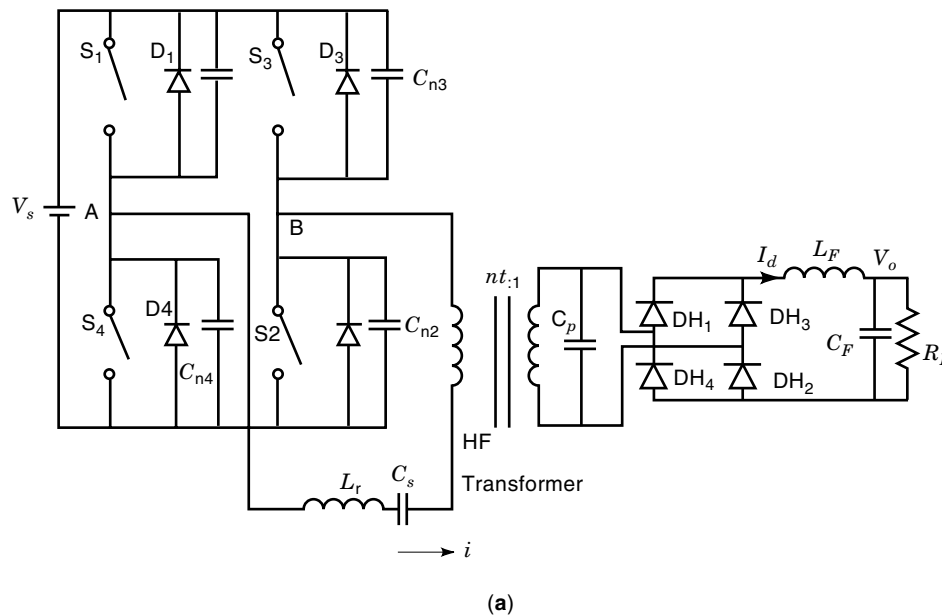 S1
D1
S3
D3
Cn3
Vs
A
B
S4
D4
Cn4
S2
Cn2
nt:1
Cp
HF
Transformer
Lr
Cs
i
DH1
DH3
DH4
DH2
Id
LF
Vo
CF
(a)